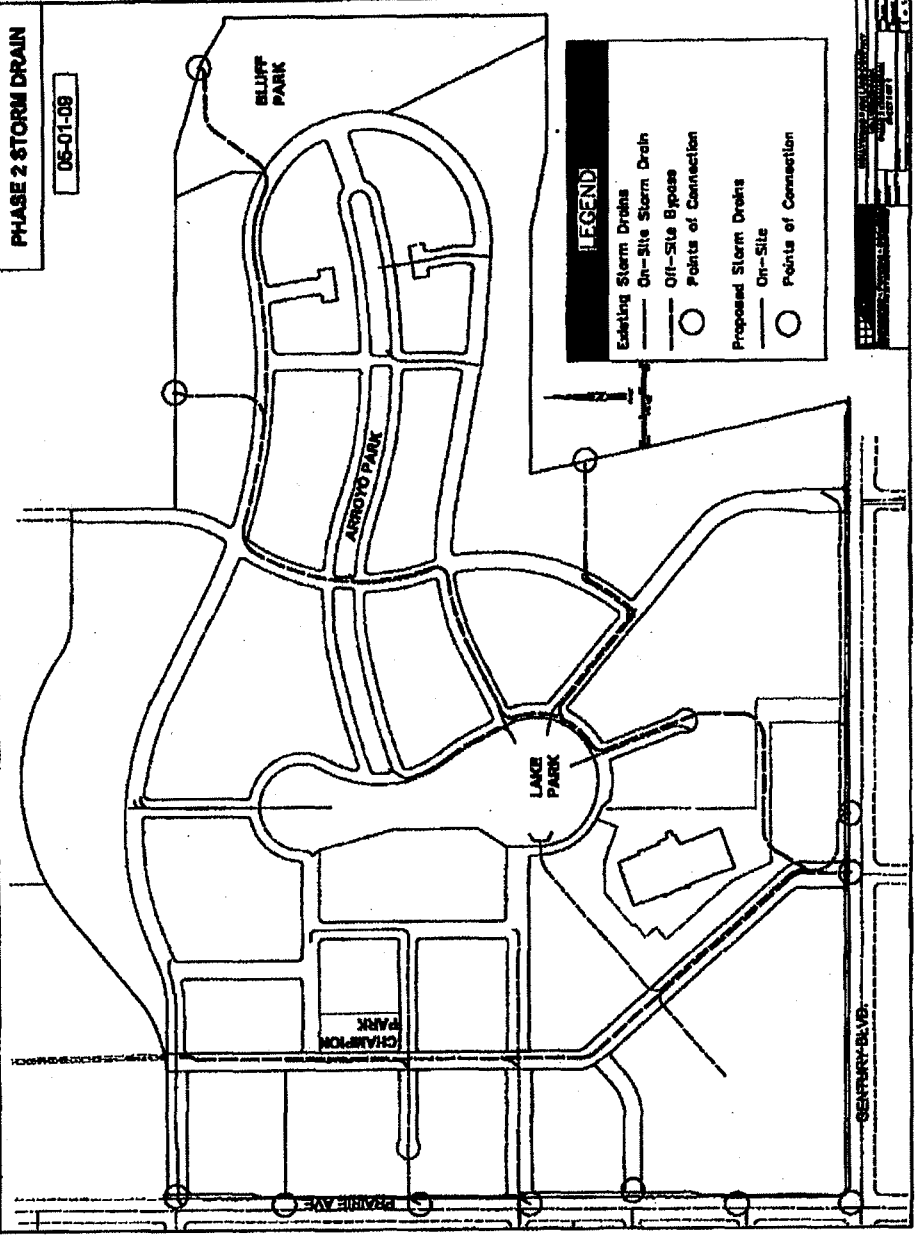 PHASE 2 STORM DRAIN
05-01-09
BLUFF
PARK
ARROYO PARK
LAKE
PARK
CHAMPION
PARK
PRAIRIE AVE
CENTURY BLVD.
LEGEND
Existing Storm Drains
On-Site Storm Drain
Off-Site Bypass
Points of Connection
Proposed Storm Drains
On-Site
Points of Connection